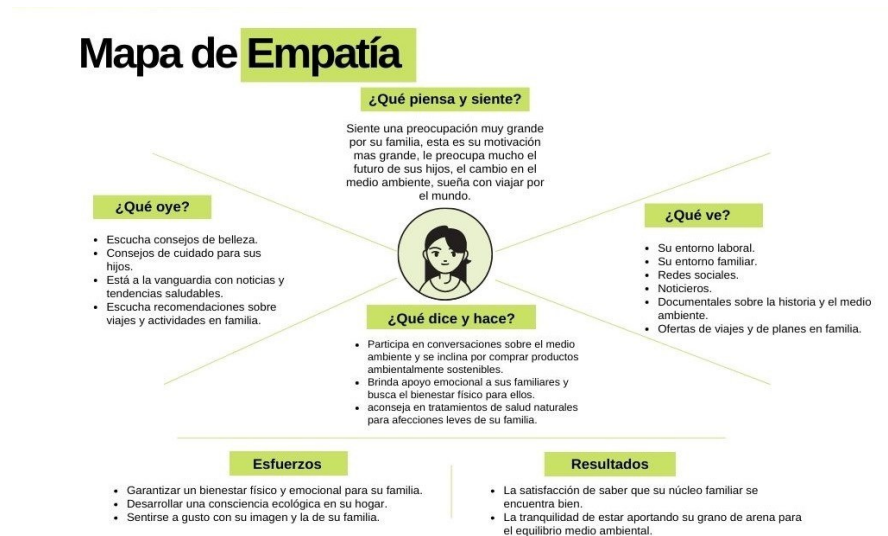 Mapa de Empatía
¿Qué piensa y siente?
Siente una preocupación muy grande
por su familia, esta es su motivación
mas grande, le preocupa mucho el
futuro de sus hijos, el cambio en el
medio ambiente, sueña con viajar por
el mundo.
¿Qué oye?
• Escucha consejos de belleza.
• Consejos de cuidado para sus
hijos.
• Está a la vanguardia con noticias y
tendencias saludables.
• Escucha recomendaciones sobre
viajes y actividades en familia.
¿Qué ve?
• Su entorno laboral.
• Su entorno familiar.
• Redes sociales.
• Noticieros.
• Documentales sobre la historia y el medio
ambiente.
• Ofertas de viajes y de planes en familia.
¿Qué dice y hace?
• Participa en conversaciones sobre el medio
ambiente y se inclina por comprar productos
ambientalmente sostenibles.
• Brinda apoyo emocional a sus familiares y
busca el bienestar físico para ellos.
• aconseja en tratamientos de salud naturales
para afecciones leves de su familia.
Esfuerzos
• Garantizar un bienestar físico y emocional para su familia.
• Desarrollar una consciencia ecológica en su hogar.
• Sentirse a gusto con su imagen y la de su familia.
Resultados
• La satisfacción de saber que su núcleo familiar se
encuentra bien.
• La tranquilidad de estar aportando su grano de arena para
el equilibrio medio ambiental.